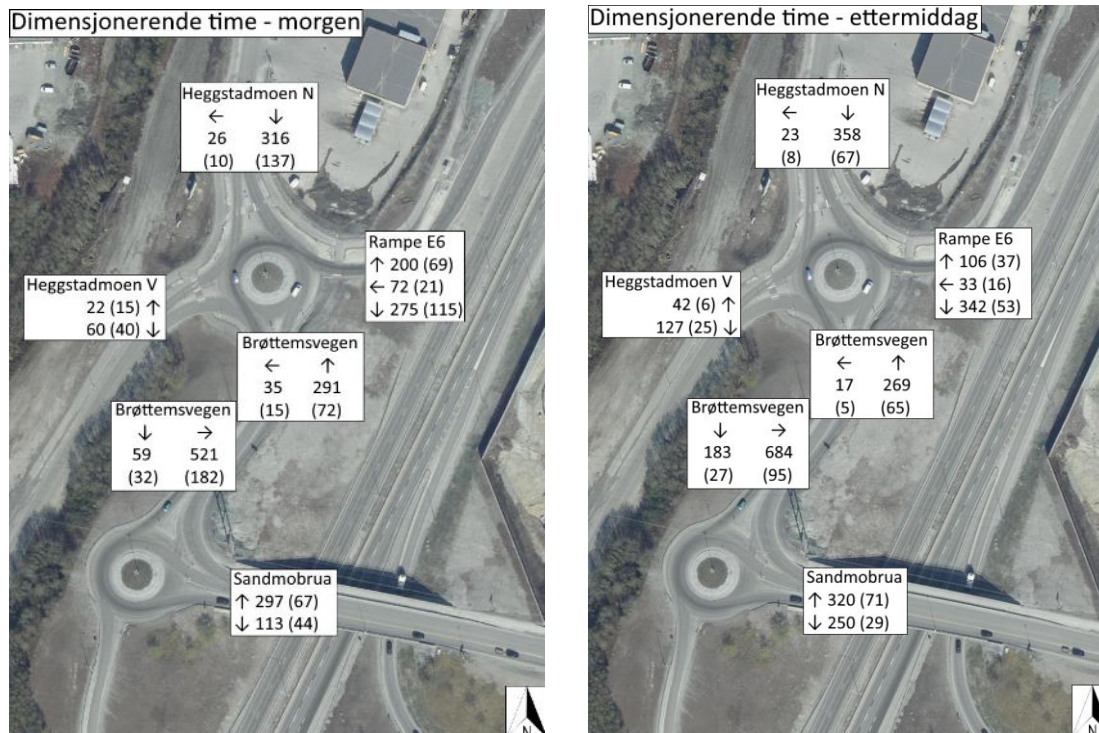 Dimensjonerende time - morgen
Heggstadmoen N
← ↓
26 316
(10) (137)
Rampe E6
↑ 200 (69)
← 72 (21)
↓ 275 (115)
Heggstadmoen V
22 (15) ↑
60 (40) ↓
Brøttemsvegen
← ↑
35 291
(15) (72)
Brøttemsvegen
↓ →
59 521
(32) (182)
Sandmobrua
↑ 297 (67)
↓ 113 (44)
N
Dimensjonerende time - ettermiddag
Heggstadmoen N
← ↓
23 358
(8) (67)
Rampe E6
↑ 106 (37)
← 33 (16)
↓ 342 (53)
Heggstadmoen V
42 (6) ↑
127 (25) ↓
Brøttemsvegen
← ↑
17 269
(5) (65)
Brøttemsvegen
↓ →
183 684
(27) (95)
Sandmobrua
↑ 320 (71)
↓ 250 (29)
N